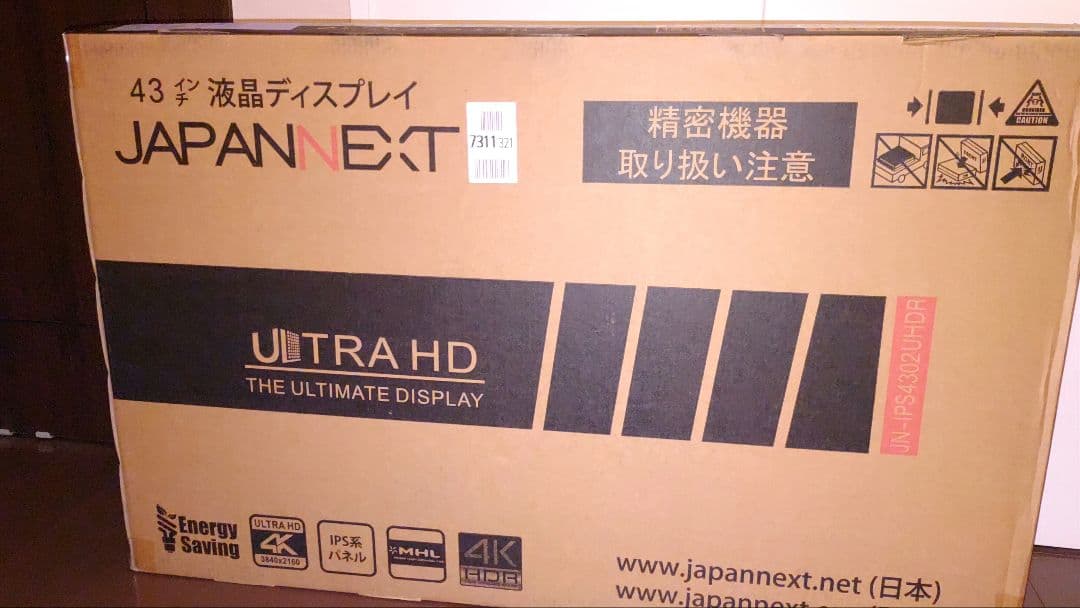 43 インチ 液晶ディスプレイ
JAPANNEXT
7311 321
精密機器
取り扱い注意
CAUTION
ULTRA HD
THE ULTIMATE DISPLAY
JN-IPS4302UHDR
Energy
Saving
ULTRA HD
4K
3840x2160
IPS系
パネル
MHL
4K
HDR
www.japannext.net (日本)
www.japannext